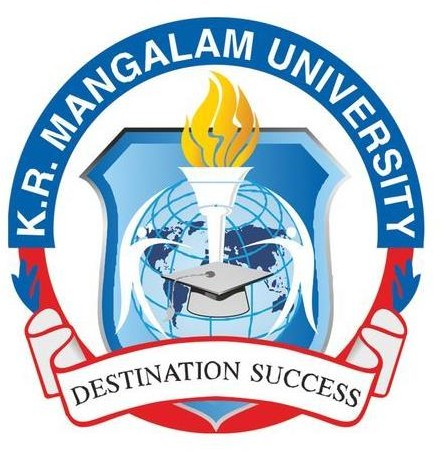 K.R. MANGALAM UNIVERSITY
DESTINATION SUCCESS